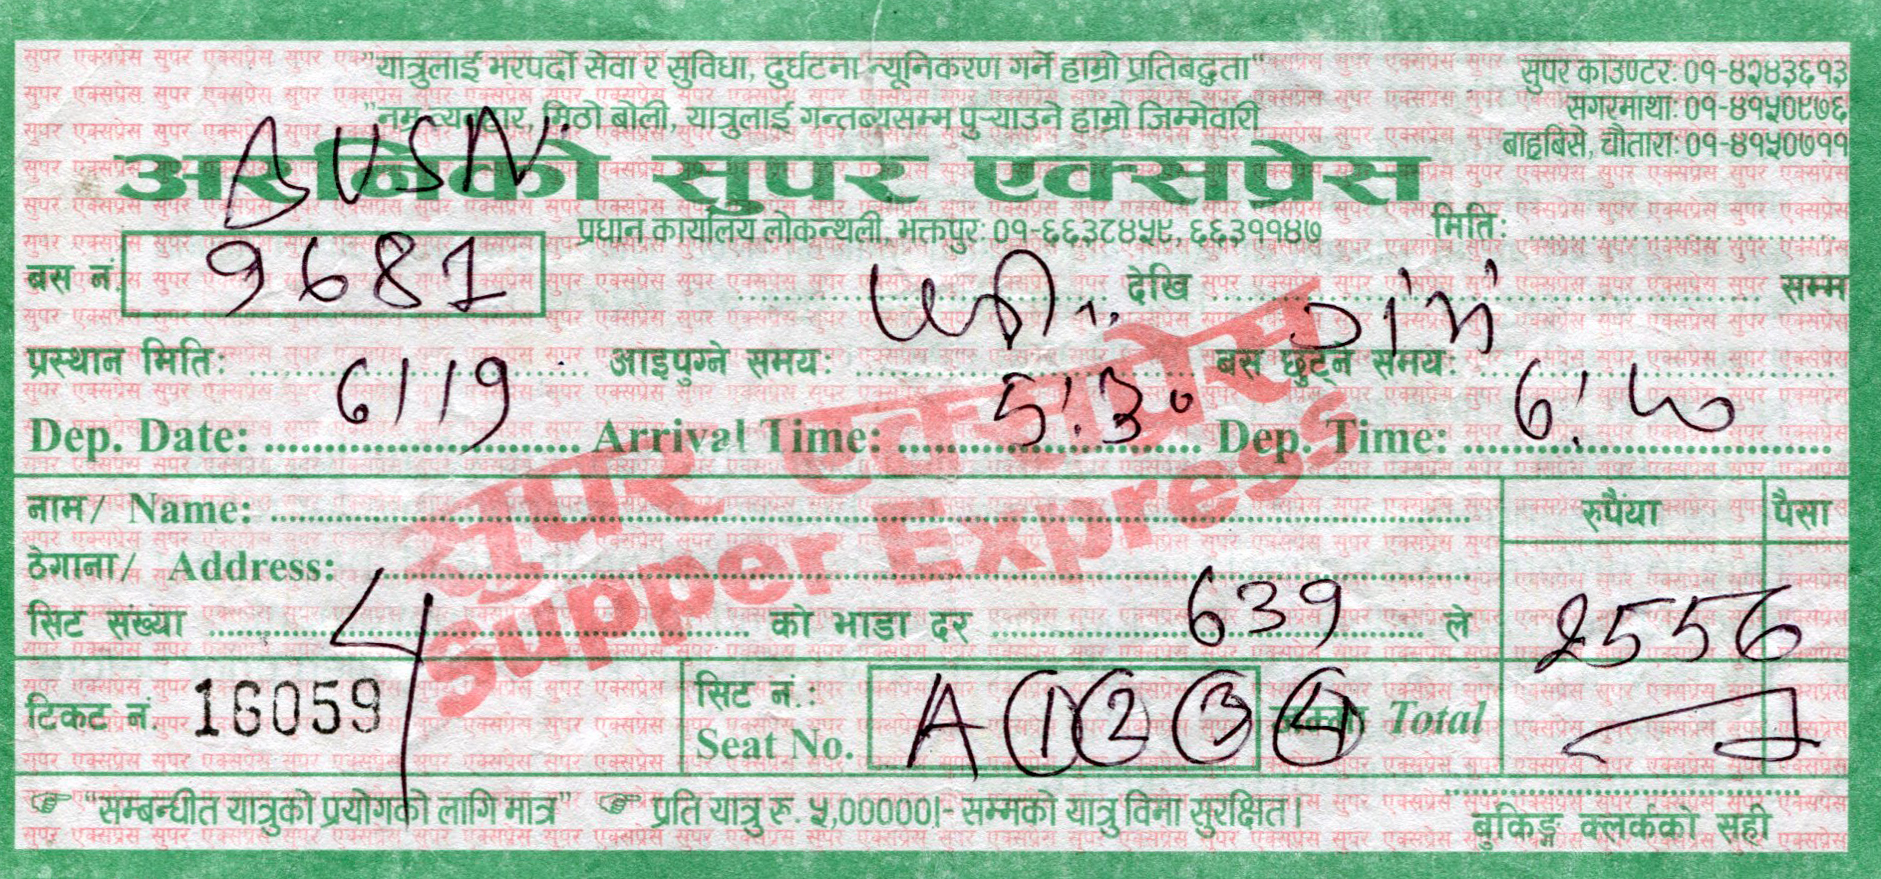 "यात्रुलाई भरपर्दो सेवा र सुविधा, दुर्घटना न्यूनिकरण गर्ने हाम्रो प्रतिबद्धता"
"नम्र व्यवहार, मिठो बोली, यात्रुलाई गन्तब्यसम्म पुऱ्याउने हाम्रो जिम्मेवारी
सुपर काउण्टर: ०१-४२४३६१३
सगरमाथा: ०१-४१५०९७६
बाह्रबिसे, चौतारा: ०१-४१५०७११
BUSN.
अरनिको सुपर एक्सप्रेस
प्रधान कार्यालय लोकन्थली, भक्तपुर: ०१-६६३८४५९, ६६३११४७ मिति:
बस नं. 9681 देखि सम्म
प्रस्थान मिति: आइपुग्ने समय: बस छुट्ने समय:
Dep. Date: 6/19 Arrival Time: 5:30 Dep. Time: 6:40
सुपर एक्सप्रेस
Supper Express
नाम/ Name: रुपैंया पैसा
ठेगाना/ Address:
सिट संख्या 4 को भाडा दर 639 ले 2556
टिकट नं. 16059 सिट नं.: Seat No. A 1 2 3 4 Total
"सम्बन्धीत यात्रुको प्रयोगको लागि मात्र" प्रति यात्रु रु. ५,०००००।- सम्मको यात्रु विमा सुरक्षित।
बुकिङ्ग क्लर्कको सही